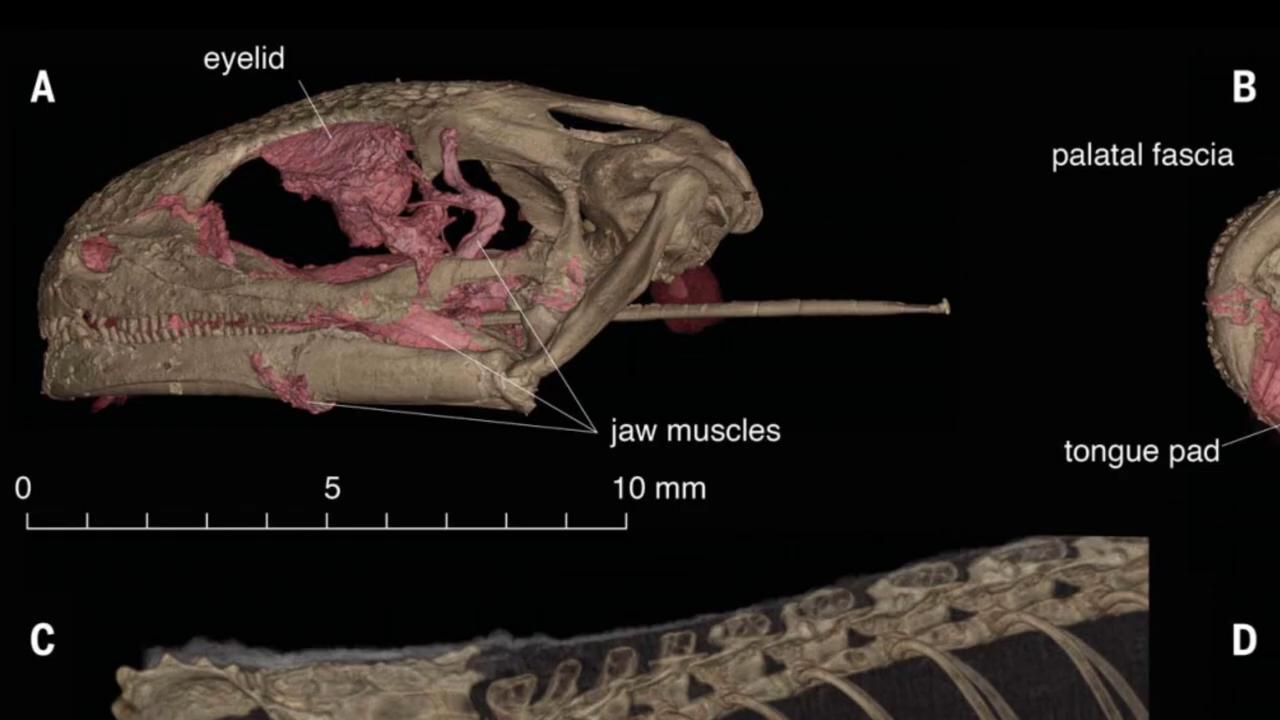 eyelid
A
B
palatal fascia
jaw muscles
tongue pad
0 5 10 mm
C
D